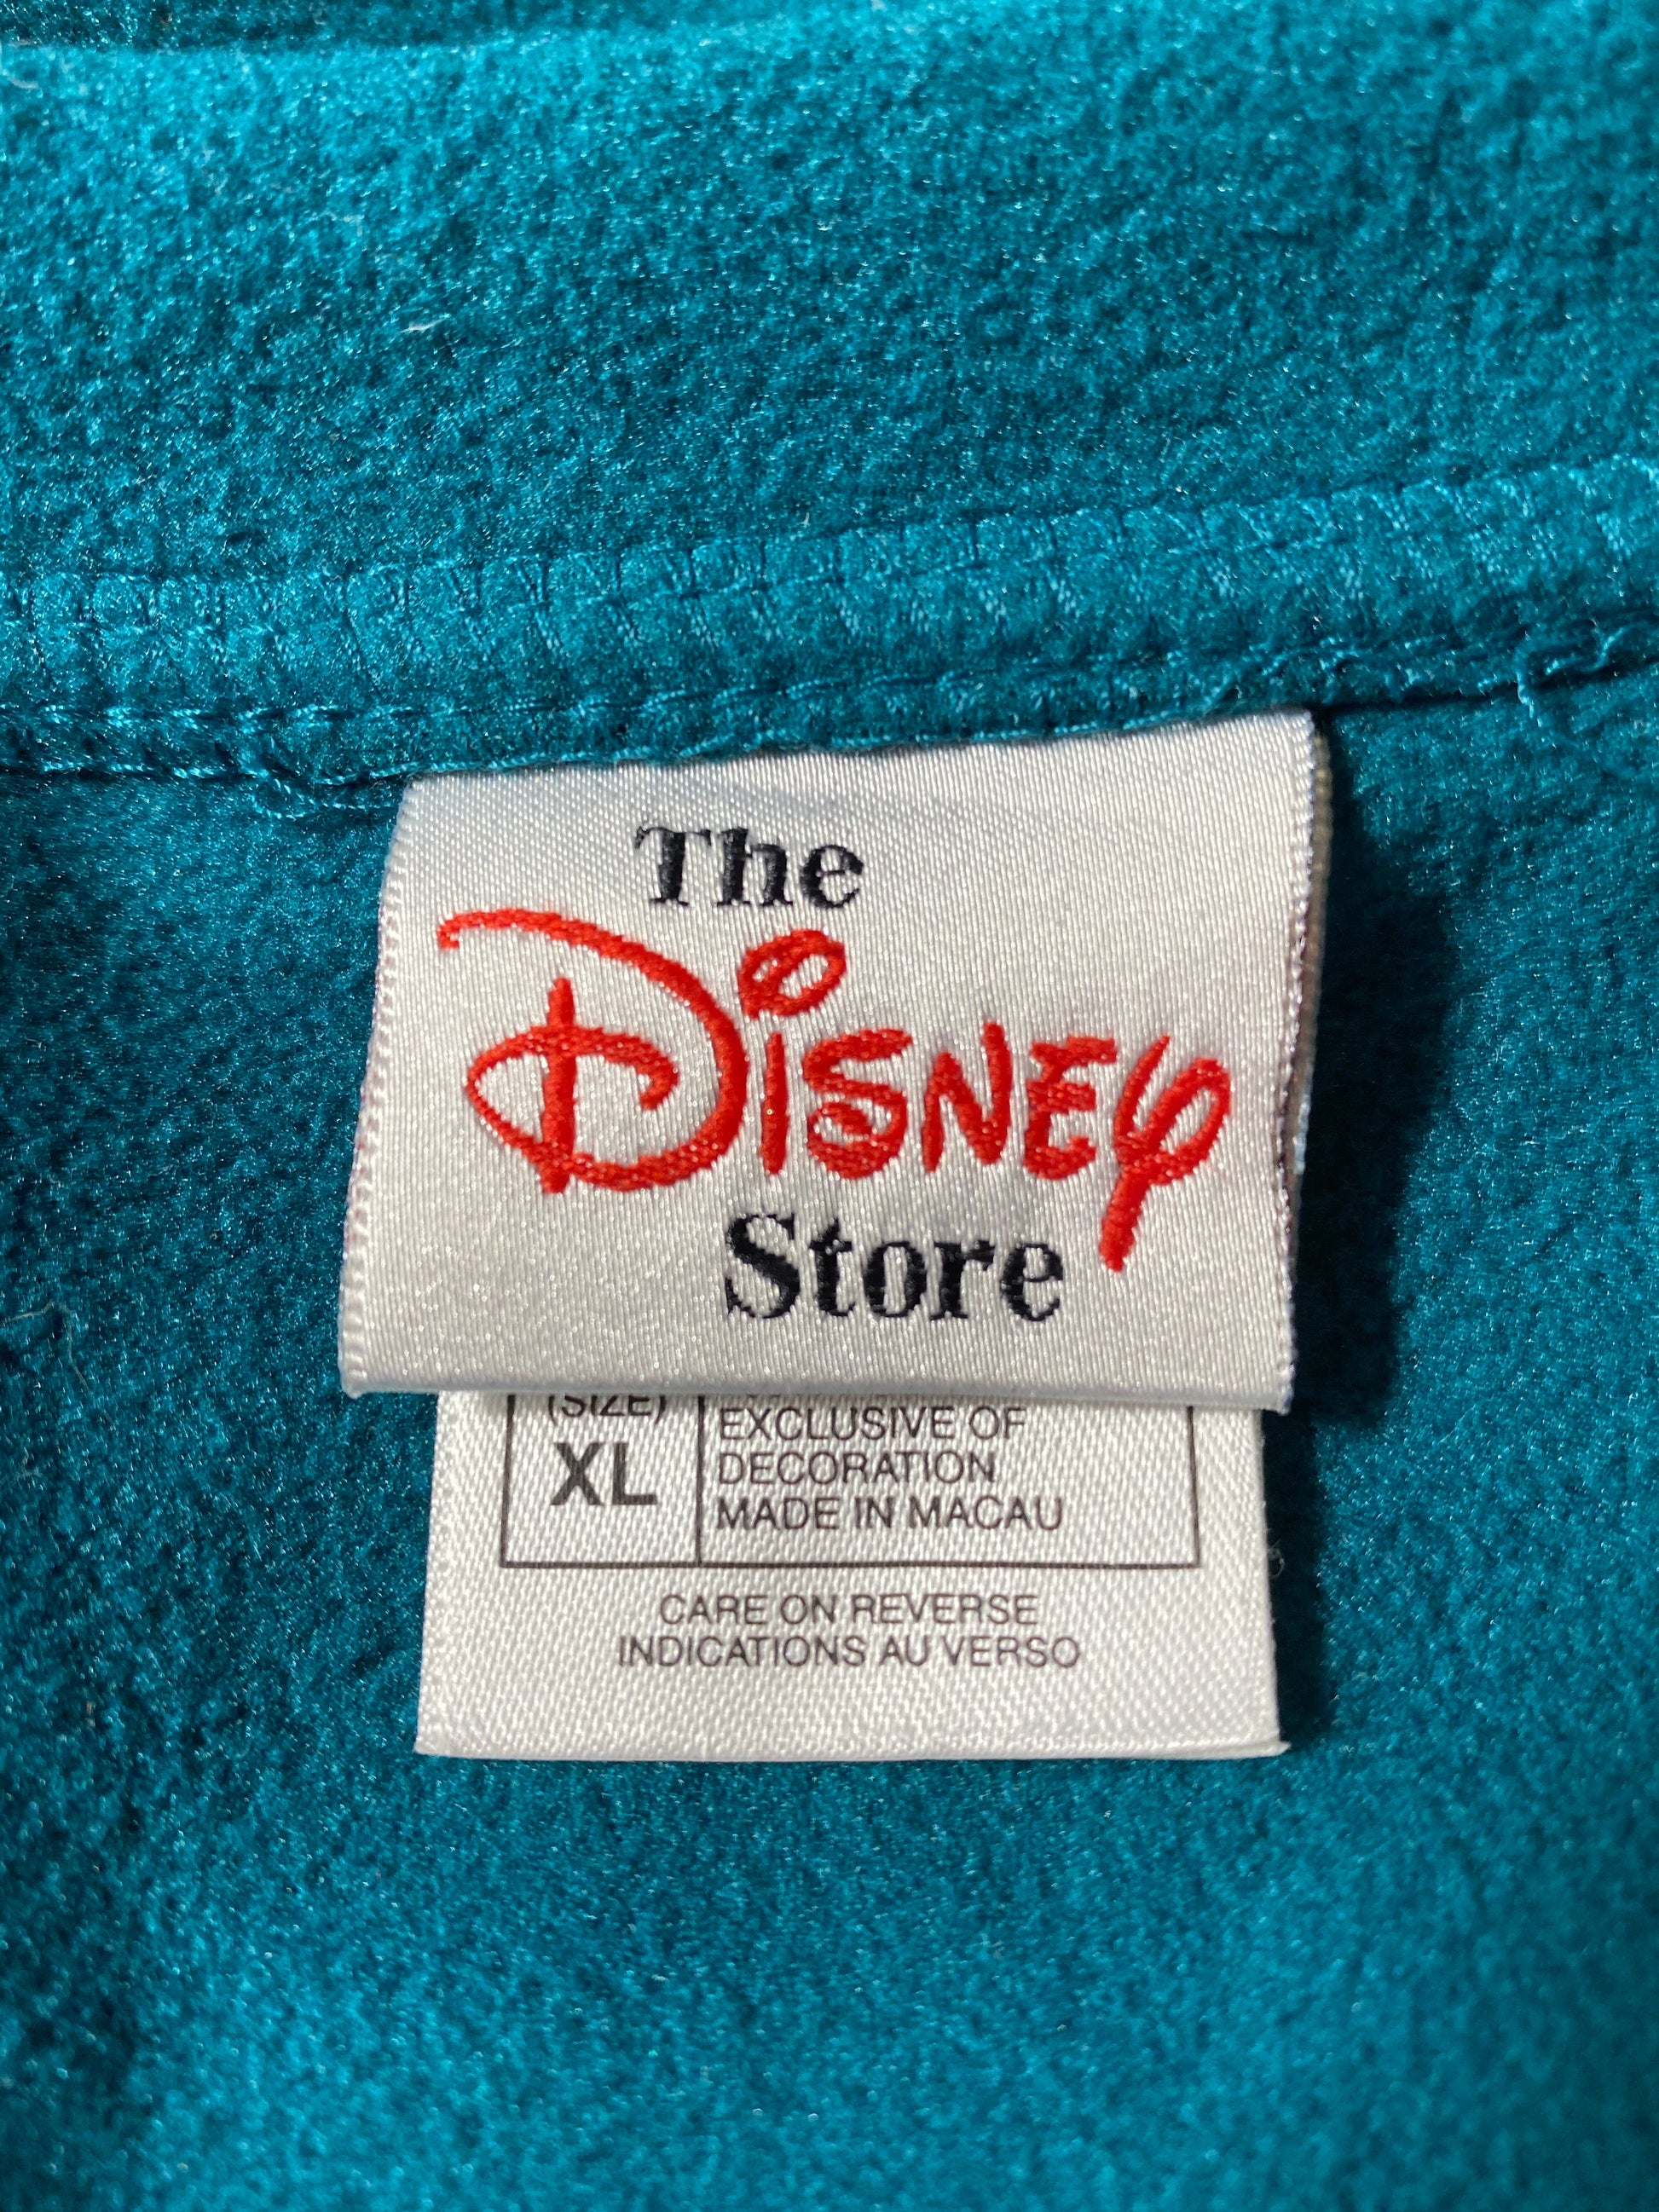 The
Disney
Store
(SIZE)
XL
EXCLUSIVE OF
DECORATION
MADE IN MACAU
CARE ON REVERSE
INDICATIONS AU VERSO